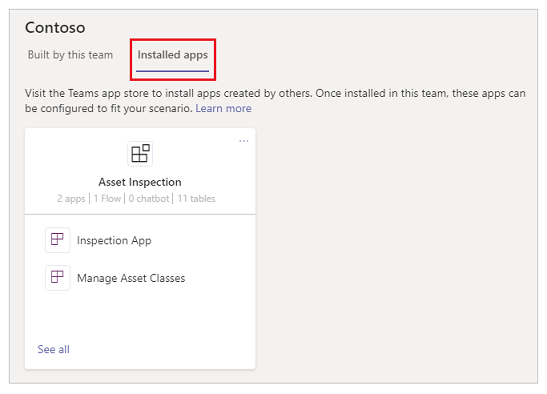 Contoso
Built by this team
Installed apps
Visit the Teams app store to install apps created by others. Once installed in this team, these apps can
be configured to fit your scenario. Learn more
...
Asset Inspection
2 apps | 1 Flow | 0 chatbot | 11 tables
Inspection App
Manage Asset Classes
See all